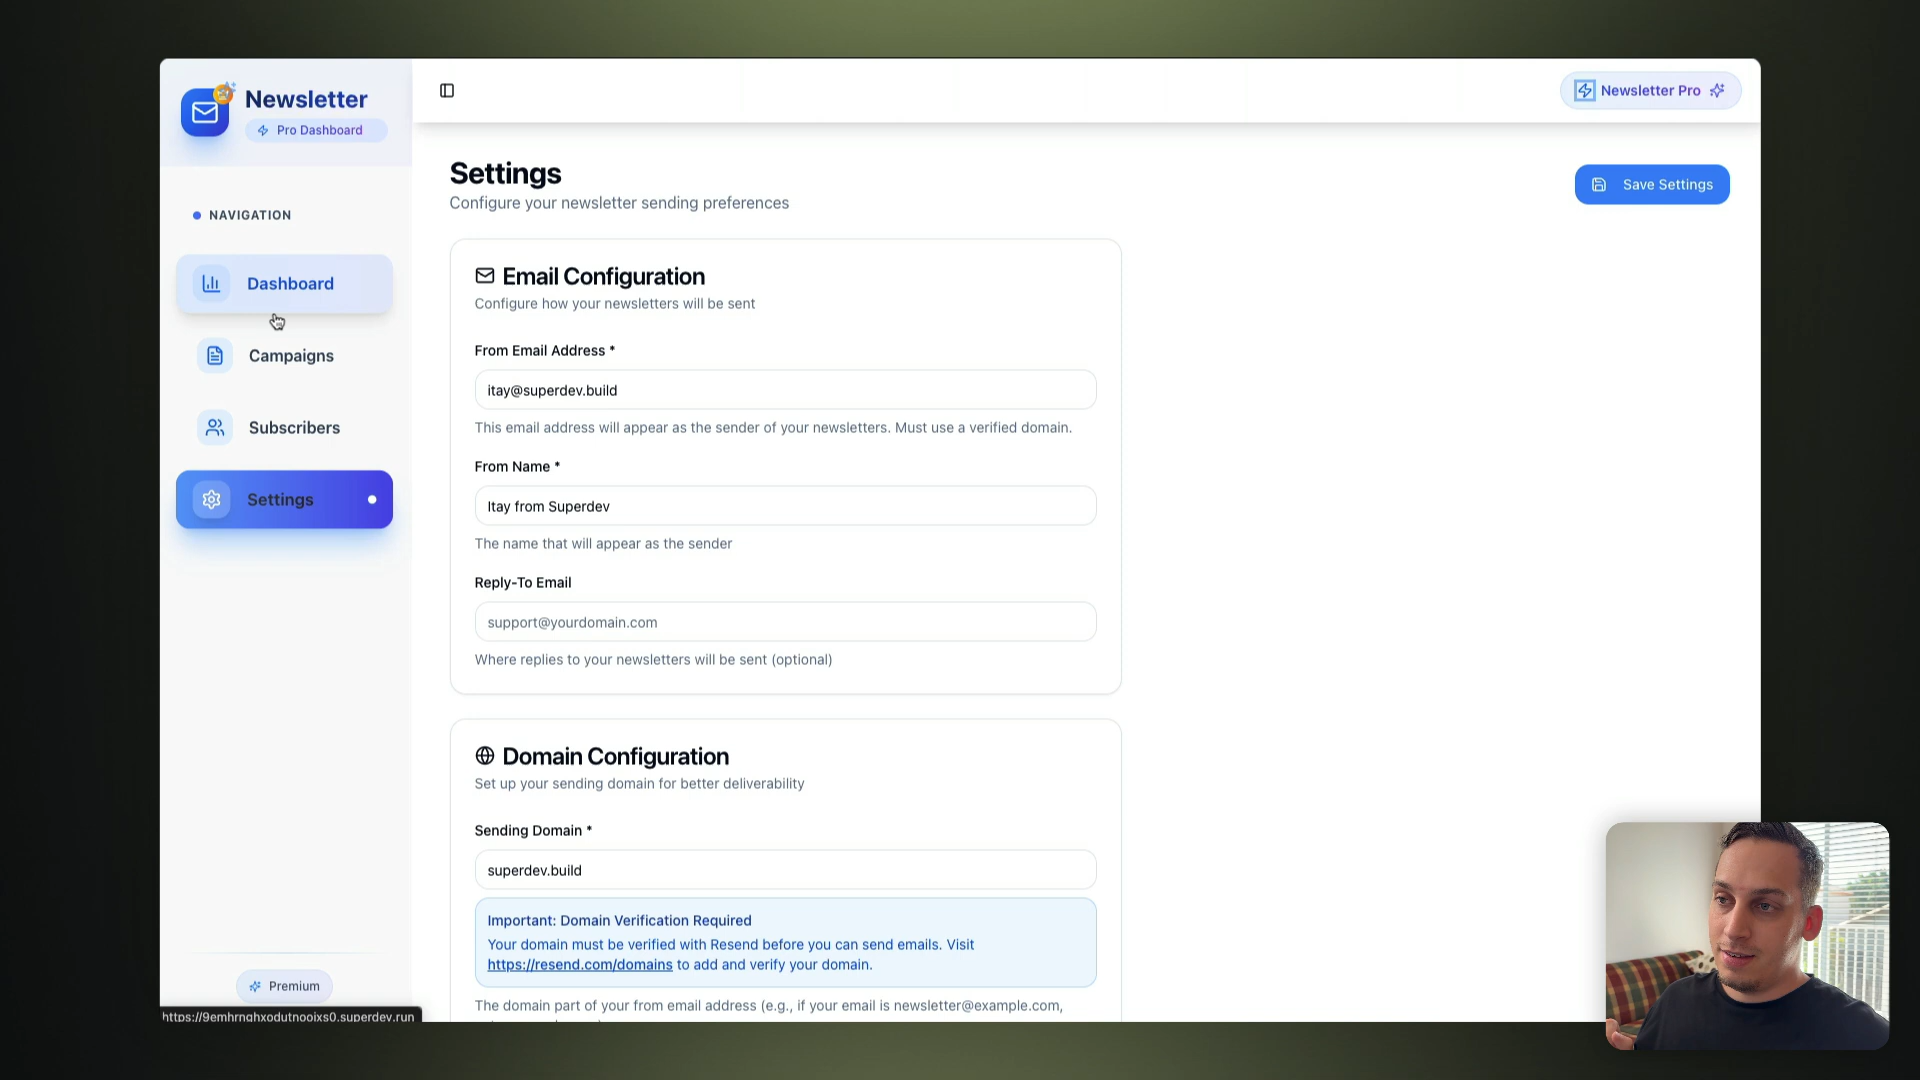 Newsletter
Pro Dashboard
NAVIGATION
Dashboard
Campaigns
Subscribers
Settings
Premium
https://9emhrnghxodutnooixs0.superdev.run
Newsletter Pro
Settings
Configure your newsletter sending preferences
Save Settings
Email Configuration
Configure how your newsletters will be sent
From Email Address *
itay@superdev.build
This email address will appear as the sender of your newsletters. Must use a verified domain.
From Name *
Itay from Superdev
The name that will appear as the sender
Reply-To Email
support@yourdomain.com
Where replies to your newsletters will be sent (optional)
Domain Configuration
Set up your sending domain for better deliverability
Sending Domain *
superdev.build
Important: Domain Verification Required
Your domain must be verified with Resend before you can send emails. Visit
https://resend.com/domains to add and verify your domain.
The domain part of your from email address (e.g., if your email is newsletter@example.com,